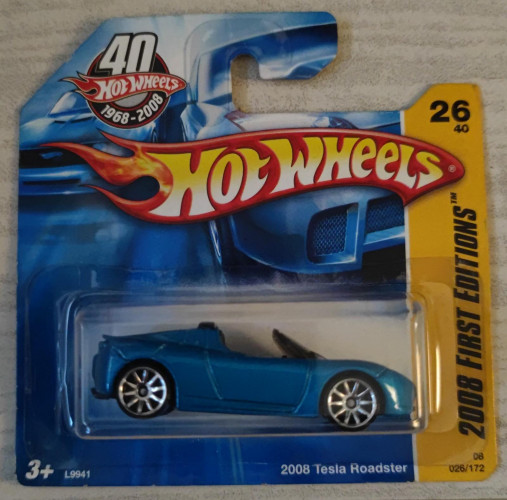 40
HOT WHEELS
1968-2008
HOT WHEELS®
26
40
2008 FIRST EDITIONS™
08
026/172
3+
L9941
2008 Tesla Roadster